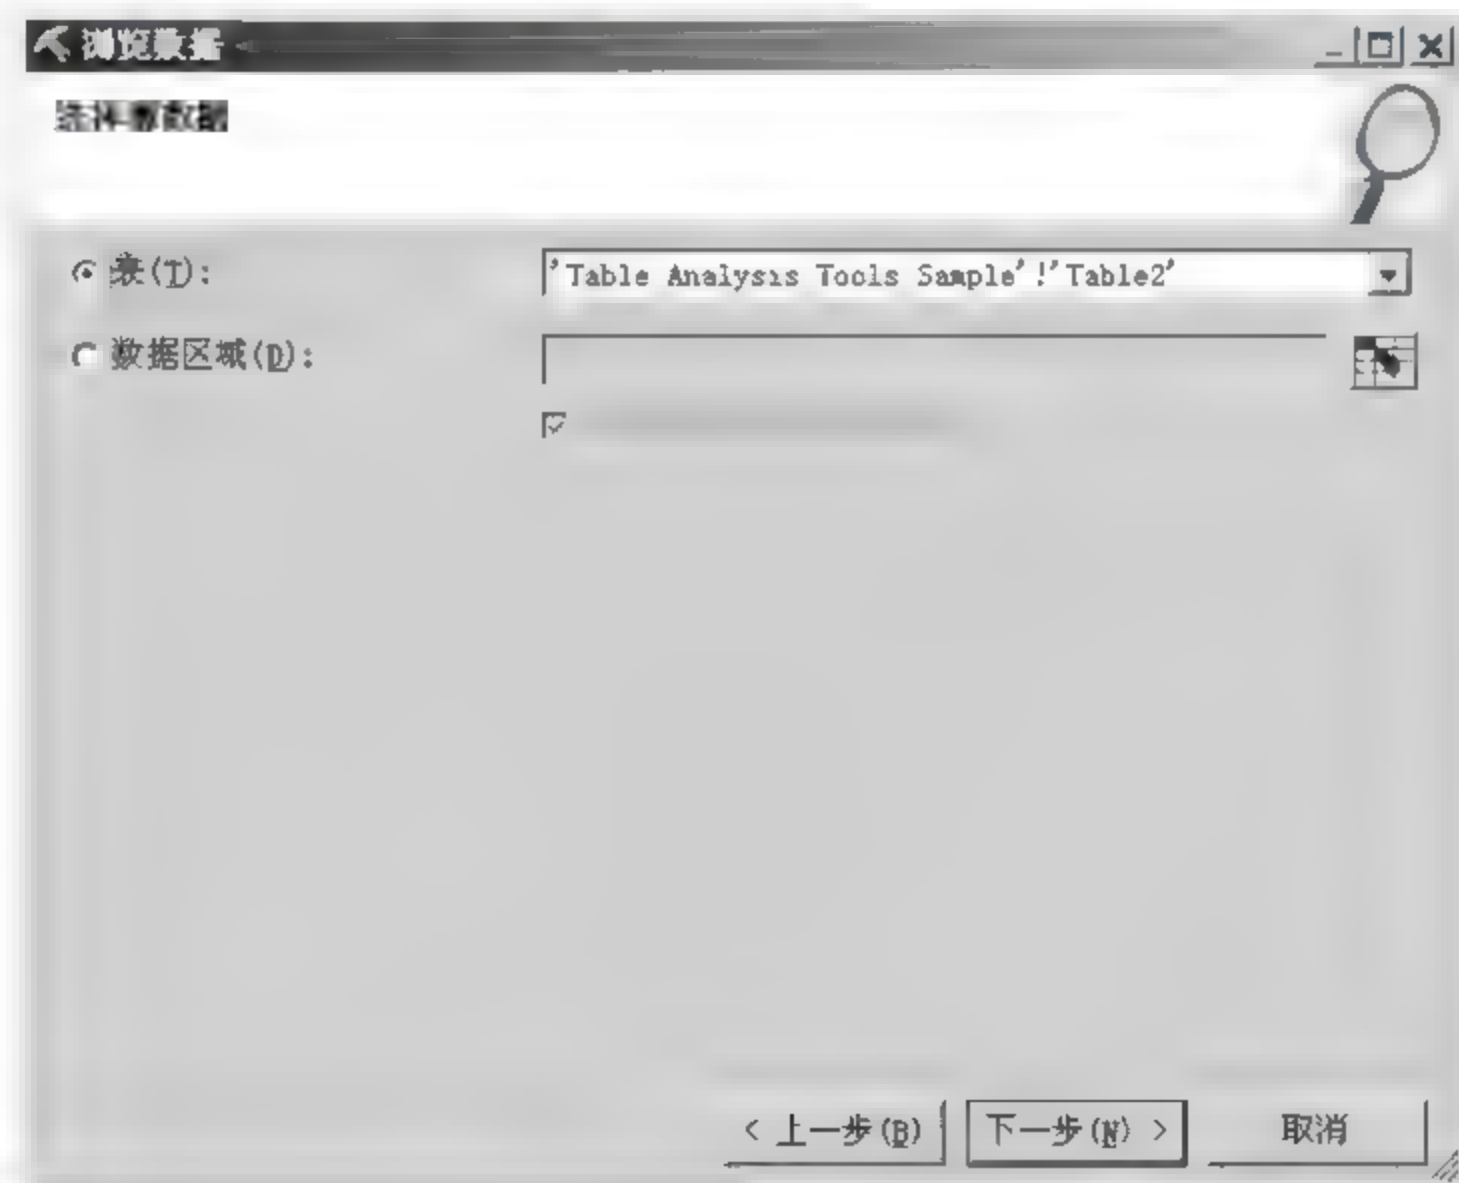 浏览数据
选择源数据
表(T):
'Table Analysis Tools Sample'!'Table2'
数据区域(D):
< 上一步(B)
下一步(N) >
取消